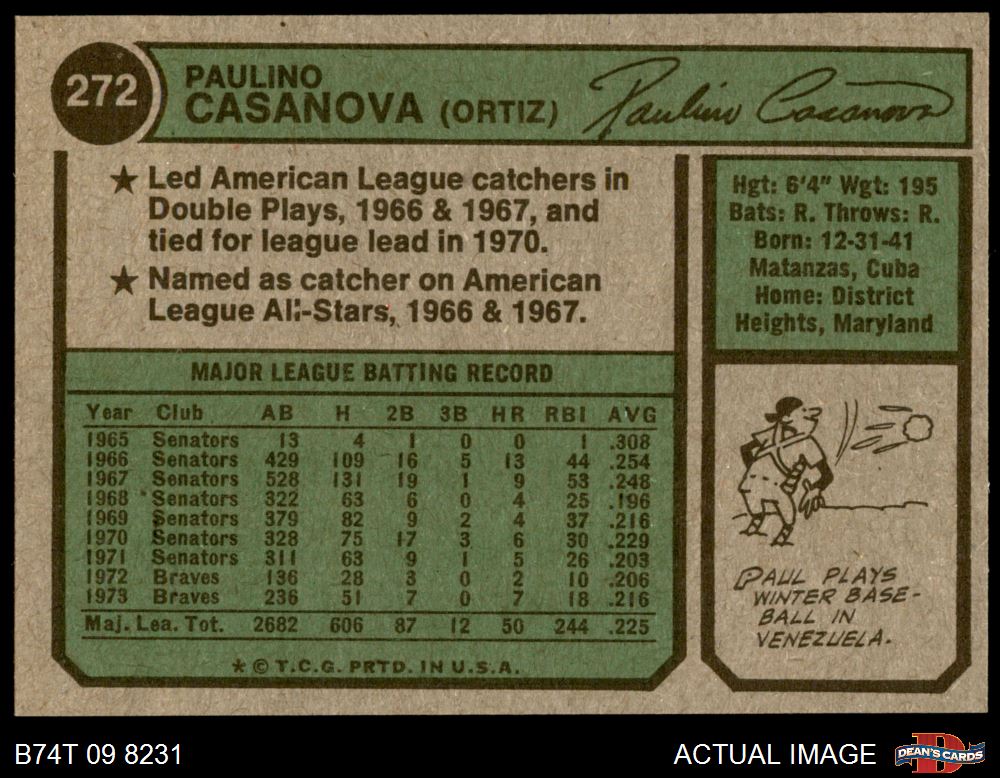 272
PAULINO
CASANOVA (ORTIZ)
Paulino Casanova
★ Led American League catchers in
Double Plays, 1966 & 1967, and
tied for league lead in 1970.
★ Named as catcher on American
League All-Stars, 1966 & 1967.
Hgt: 6'4" Wgt: 195
Bats: R. Throws: R.
Born: 12-31-41
Matanzas, Cuba
Home: District
Heights, Maryland
MAJOR LEAGUE BATTING RECORD
Year Club AB H 2B 3B HR RBI AVG
1965 Senators 13 4 1 0 0 1 .308
1966 Senators 429 109 16 5 13 44 .254
1967 Senators 528 131 19 1 9 53 .248
1968 Senators 322 63 6 0 4 25 .196
1969 Senators 379 82 9 2 4 37 .216
1970 Senators 328 75 17 3 6 30 .229
1971 Senators 311 63 9 1 5 26 .203
1972 Braves 136 28 3 0 2 10 .206
1973 Braves 236 51 7 0 7 18 .216
Maj. Lea. Tot. 2682 606 87 12 50 244 .225
★ © T.C.G. PRTD. IN U.S.A.
PAUL PLAYS
WINTER BASE-
BALL IN
VENEZUELA.
B74T 09 8231
ACTUAL IMAGE
D
DEAN'S CARDS